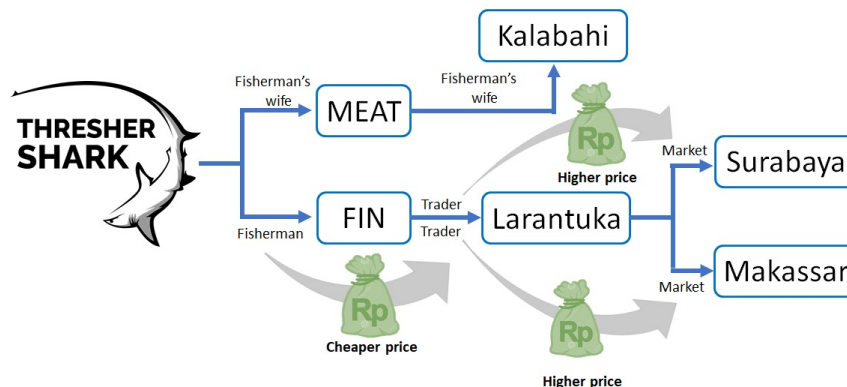 Kalabahi
Fisherman's
wife
Fisherman's
wife
MEAT
THRESHER
SHARK
Rp
Higher price
Market
Surabaya
Fisherman
FIN
Trader
Trader
Larantuka
Rp
Cheaper price
Rp
Higher price
Market
Makassar